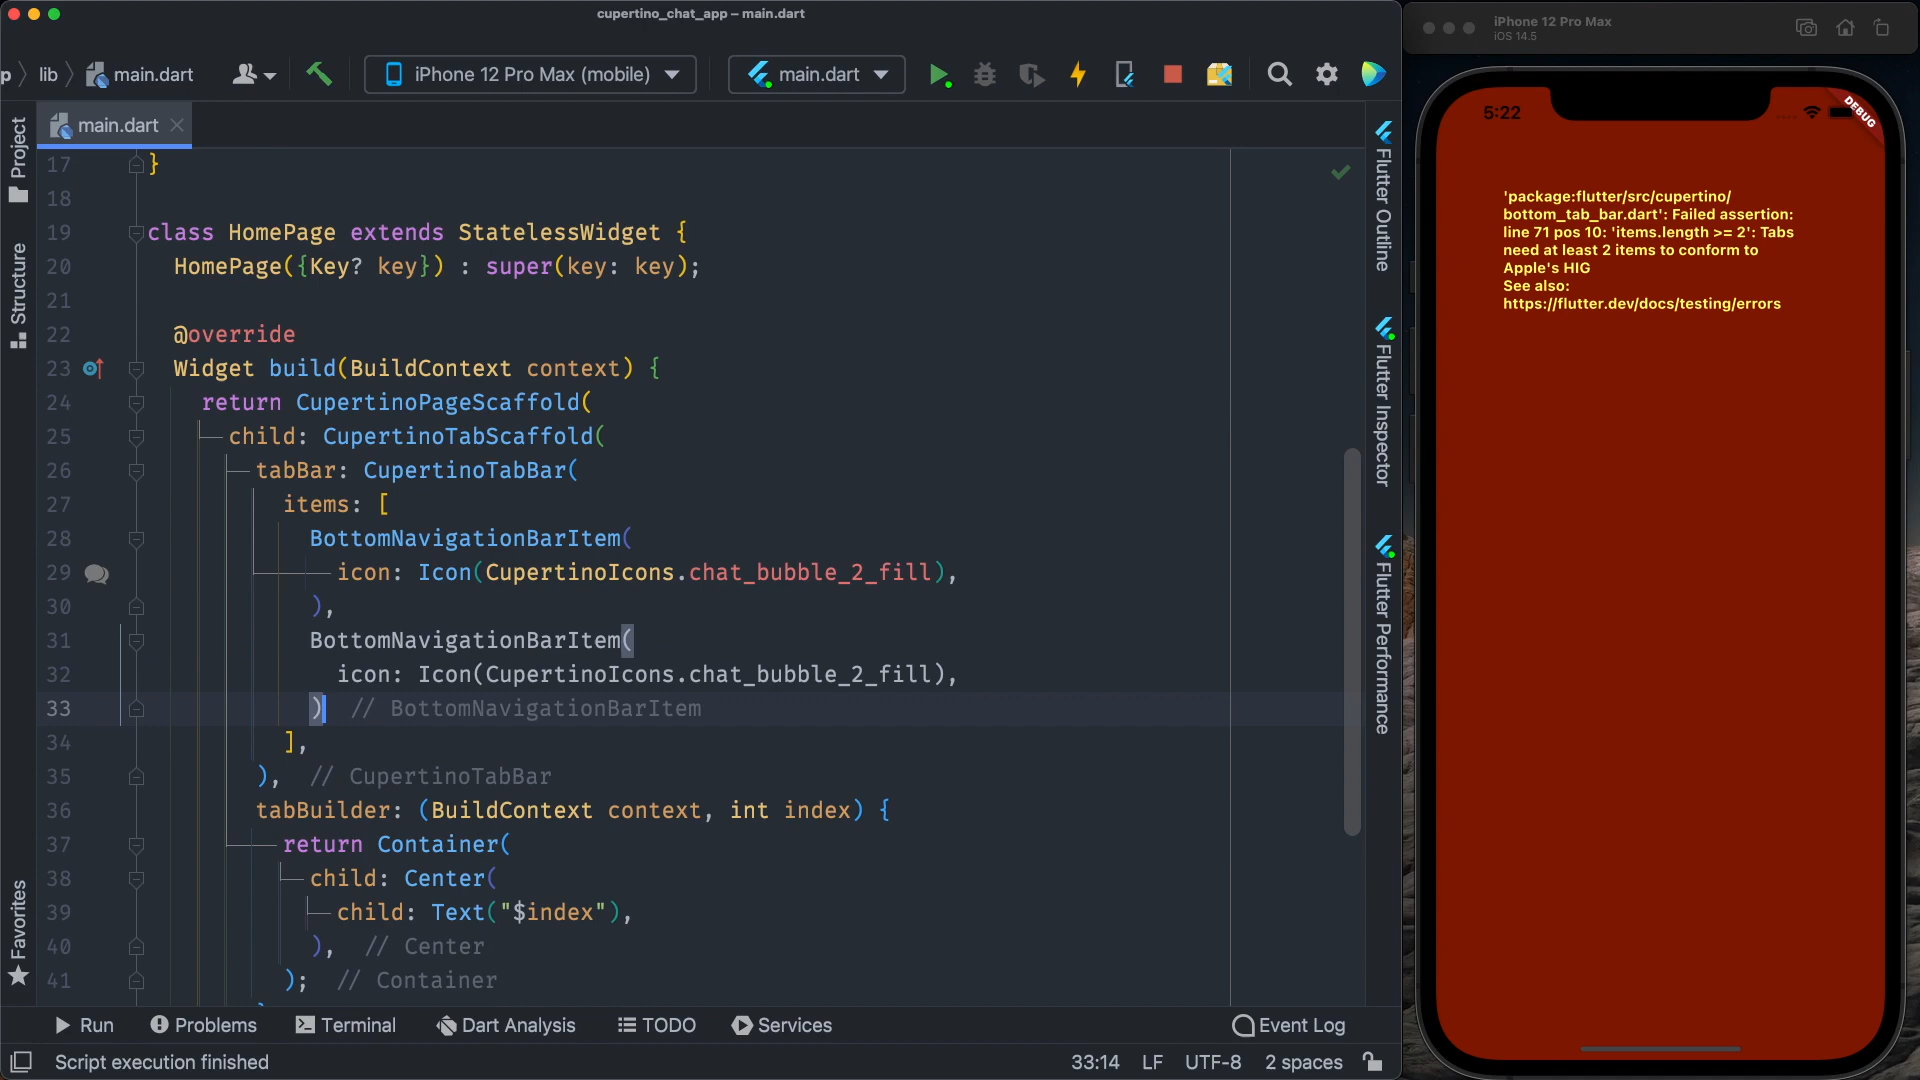 cupertino_chat_app – main.dart
p
lib
main.dart
iPhone 12 Pro Max (mobile)
main.dart
main.dart
Project
Structure
Favorites
17 }
18
19 class HomePage extends StatelessWidget {
20 HomePage({Key? key}) : super(key: key);
21
22 @override
23 Widget build(BuildContext context) {
24 return CupertinoPageScaffold(
25 child: CupertinoTabScaffold(
26 tabBar: CupertinoTabBar(
27 items: [
28 BottomNavigationBarItem(
29 icon: Icon(CupertinoIcons.chat_bubble_2_fill),
30 ),
31 BottomNavigationBarItem(
32 icon: Icon(CupertinoIcons.chat_bubble_2_fill),
33 ) // BottomNavigationBarItem
34 ],
35 ), // CupertinoTabBar
36 tabBuilder: (BuildContext context, int index) {
37 return Container(
38 child: Center(
39 child: Text("$index"),
40 ), // Center
41 ); // Container
Flutter Outline
Flutter Inspector
Flutter Performance
Run
Problems
Terminal
Dart Analysis
TODO
Services
Event Log
Script execution finished
33:14
LF
UTF-8
2 spaces
iPhone 12 Pro Max
iOS 14.5
5:22
DEBUG
'package:flutter/src/cupertino/
bottom_tab_bar.dart': Failed assertion:
line 71 pos 10: 'items.length >= 2': Tabs
need at least 2 items to conform to
Apple's HIG
See also:
https://flutter.dev/docs/testing/errors